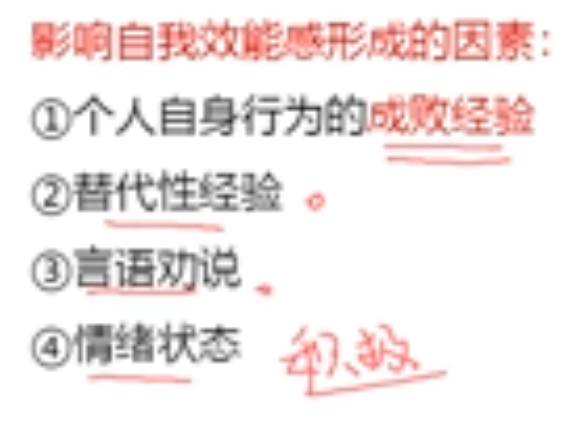 影响自我效能感形成的因素：
①个人自身行为的成败经验
②替代性经验
③言语劝说
④情绪状态 积极